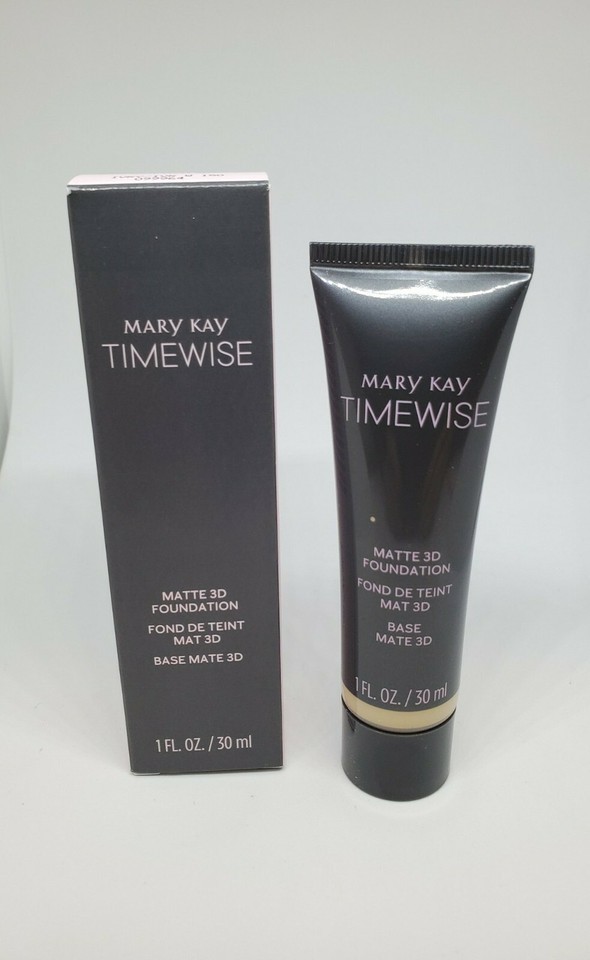 MARY KAY
TIMEWISE
MATTE 3D
FOUNDATION
FOND DE TEINT
MAT 3D
BASE MATE 3D
1 FL. OZ. / 30 ml
MARY KAY
TIMEWISE
MATTE 3D
FOUNDATION
FOND DE TEINT
MAT 3D
BASE
MATE 3D
1 FL. OZ. / 30 ml